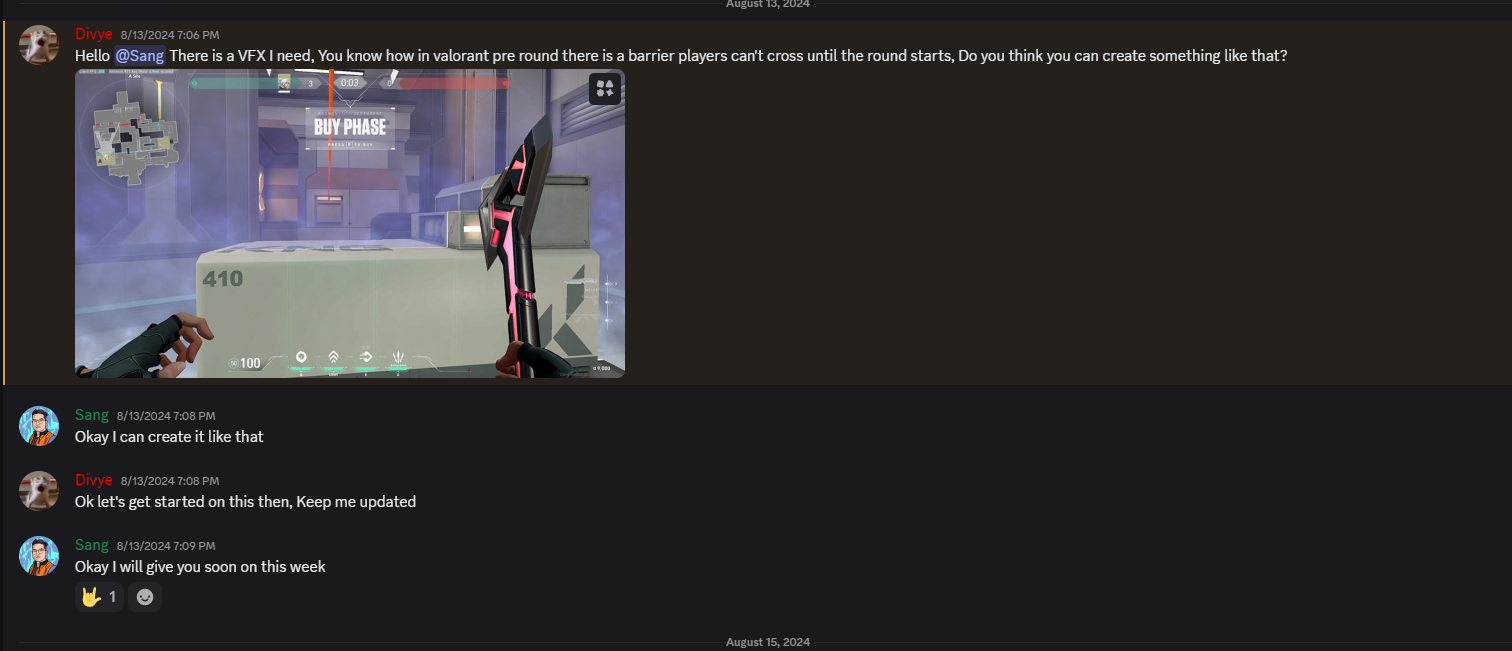 August 13, 2024
Divye 8/13/2024 7:06 PM
Hello @Sang There is a VFX I need, You know how in valorant pre round there is a barrier players can't cross until the round starts, Do you think you can create something like that?
3 0:03 0
BUY PHASE
PRESS B TO BUY
410
50 100
9,000
Sang 8/13/2024 7:08 PM
Okay I can create it like that
Divye 8/13/2024 7:08 PM
Ok let's get started on this then, Keep me updated
Sang 8/13/2024 7:09 PM
Okay I will give you soon on this week
1
August 15, 2024